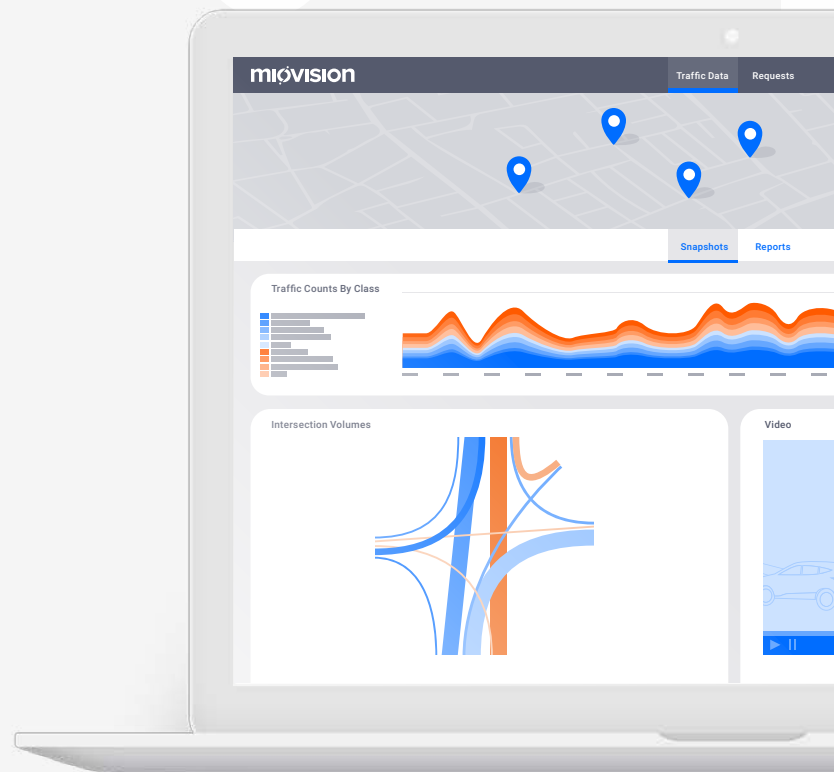 miovision
Traffic Data
Requests
Snapshots
Reports
Traffic Counts By Class
Intersection Volumes
Video